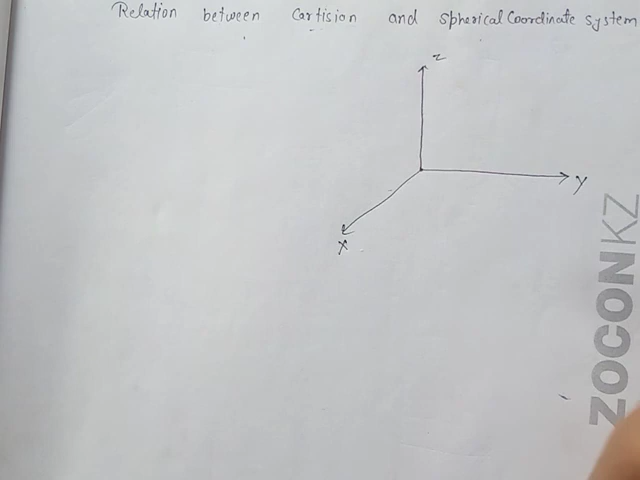 Relation between Cartision and spherical Coordinate system
z
y
x
ZOCONKZ